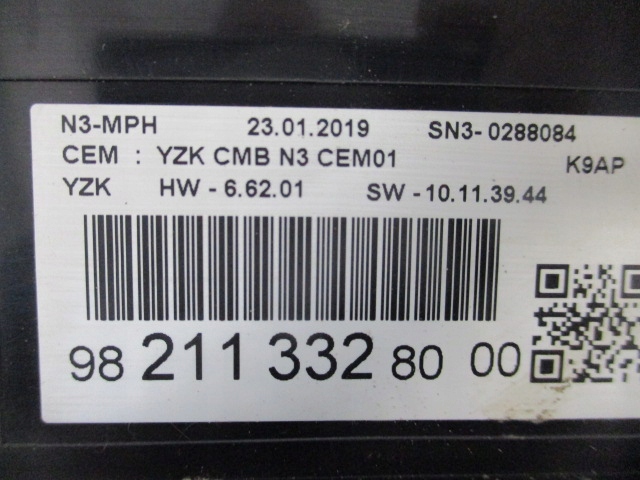 N3-MPH 23.01.2019 SN3- 0288084
CEM : YZK CMB N3 CEM01 K9AP
YZK HW - 6.62.01 SW - 10.11.39.44
98 211 332 80 00